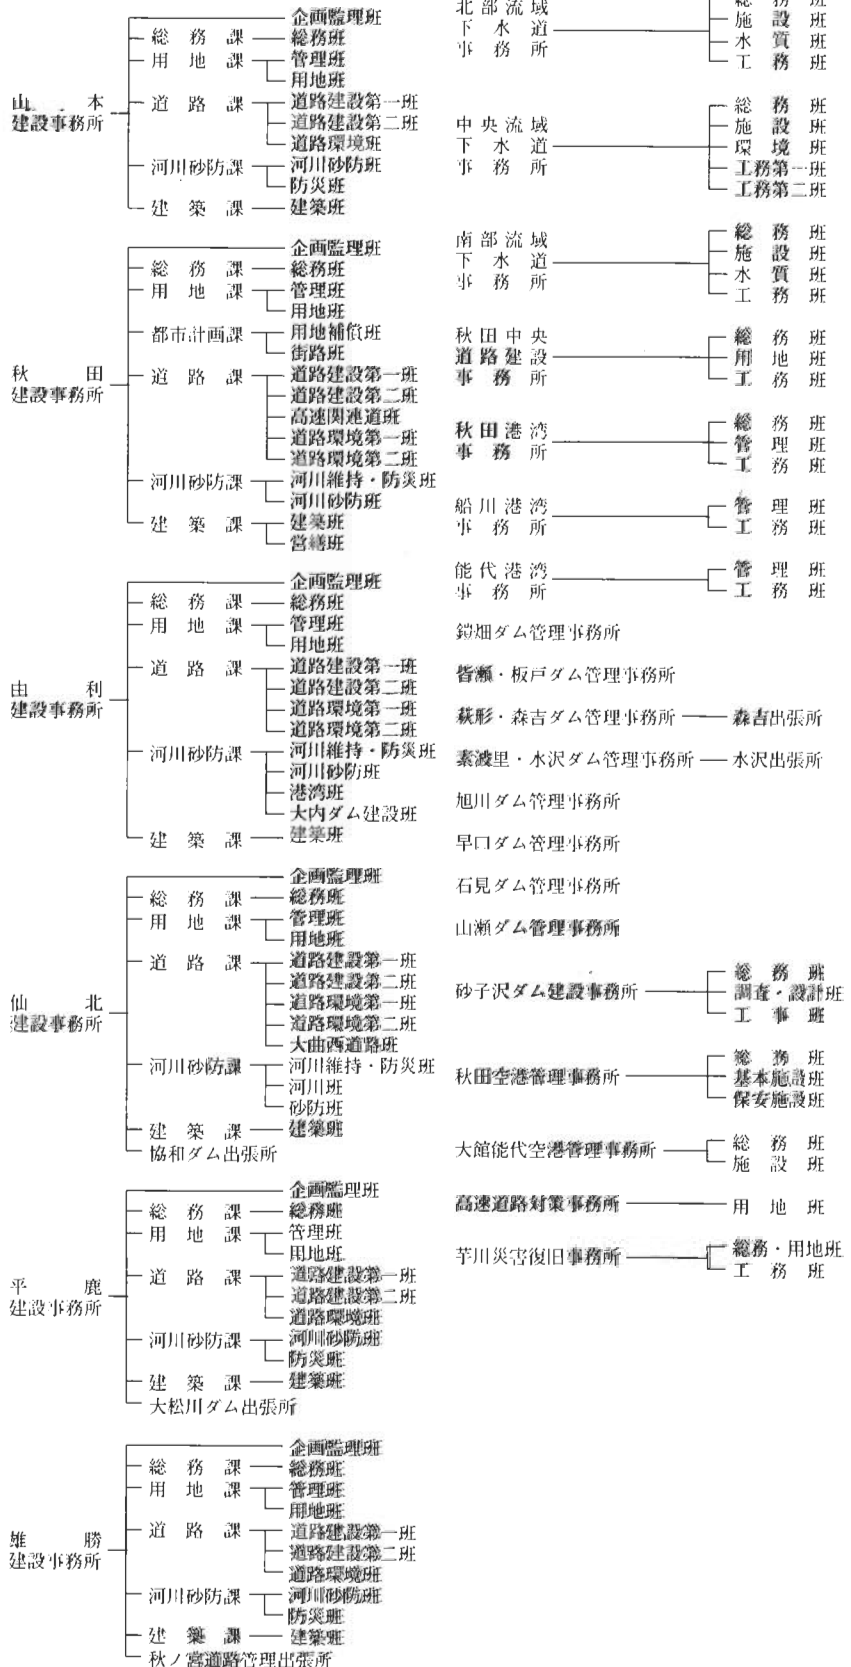 山本
建設事務所
企画監理班
総務課 総務班
用地課 管理班
用地班
道路課 道路建設第一班
道路建設第二班
道路環境班
河川砂防課 河川砂防班
防災班
建築課 建築班
秋田
建設事務所
企画監理班
総務課 総務班
用地課 管理班
用地班
都市計画課 用地補償班
街路班
道路課 道路建設第一班
道路建設第二班
高速関連道班
道路環境第一班
道路環境第二班
河川砂防課 河川維持・防災班
河川砂防班
建築課 建築班
営繕班
由利
建設事務所
企画監理班
総務課 総務班
用地課 管理班
用地班
道路課 道路建設第一班
道路建設第二班
道路環境第一班
道路環境第二班
河川砂防課 河川維持・防災班
河川砂防班
港湾班
大内ダム建設班
建築課 建築班
仙北
建設事務所
企画監理班
総務課 総務班
用地課 管理班
用地班
道路課 道路建設第一班
道路建設第二班
道路環境第一班
道路環境第二班
大曲西道路班
河川砂防課 河川維持・防災班
河川班
砂防班
建築課 建築班
協和ダム出張所
平鹿
建設事務所
企画監理班
総務課 総務班
用地課 管理班
用地班
道路課 道路建設第一班
道路建設第二班
道路環境班
河川砂防課 河川砂防班
防災班
建築課 建築班
大松川ダム出張所
雄勝
建設事務所
企画監理班
総務課 総務班
用地課 管理班
用地班
道路課 道路建設第一班
道路建設第二班
道路環境班
河川砂防課 河川砂防班
防災班
建築課 建築班
秋ノ宮道路管理出張所
北部流域
下水道
事務所
総務班
施設班
水質班
工務班
中央流域
下水道
事務所
総務班
施設班
環境班
工務第一班
工務第二班
南部流域
下水道
事務所
総務班
施設班
水質班
工務班
秋田中央
道路建設
事務所
総務班
用地班
工務班
秋田港湾
事務所
総務班
管理班
工務班
船川港湾
事務所
管理班
工務班
能代港湾
事務所
管理班
工務班
鎧畑ダム管理事務所
皆瀬・板戸ダム管理事務所
萩形・森吉ダム管理事務所 森吉出張所
素波里・水沢ダム管理事務所 水沢出張所
旭川ダム管理事務所
早口ダム管理事務所
石見ダム管理事務所
山瀬ダム管理事務所
砂子沢ダム建設事務所
総務班
調査・設計班
工事班
秋田空港管理事務所
総務班
基本施設班
保安施設班
大館能代空港管理事務所
総務班
施設班
高速道路対策事務所 用地班
芋川災害復旧事務所
総務・用地班
工務班